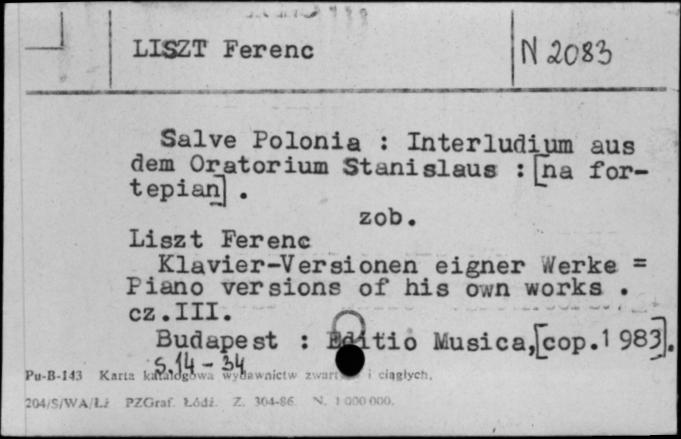 LISZT Ferenc
N 2083
Salve Polonia : Interludium aus
dem Oratorium Stanislaus : [na for-
tepian] .
zob.
Liszt Ferenc
Klavier-Versionen eigner Werke =
Piano versions of his own works .
cz.III.
Budapest : Editio Musica,[cop.1983].
S.14-34
Pu-B-143 Karta katalogowa wydawnictw zwartych i ciągłych.
204/S/WA/Łź PZGraf. Łódź. Z. 304-86 N. 1 000 000.